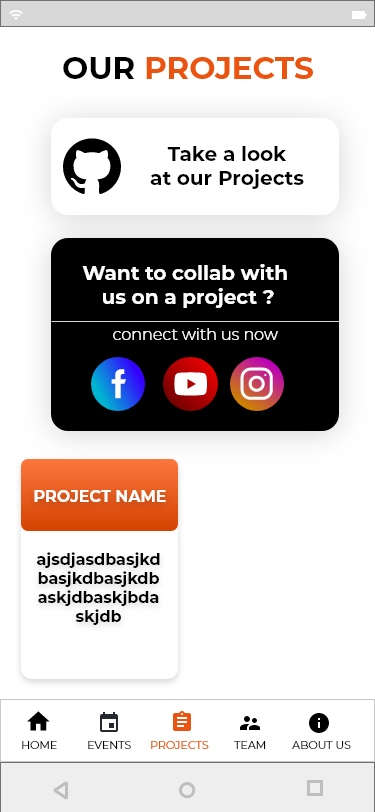 OUR PROJECTS
Take a look
at our Projects
Want to collab with
us on a project ?
connect with us now
PROJECT NAME
ajsdjasdbasjkd
basjkdbasjkdb
askjdbaskjbda
skjdb
HOME
EVENTS
PROJECTS
TEAM
ABOUT US